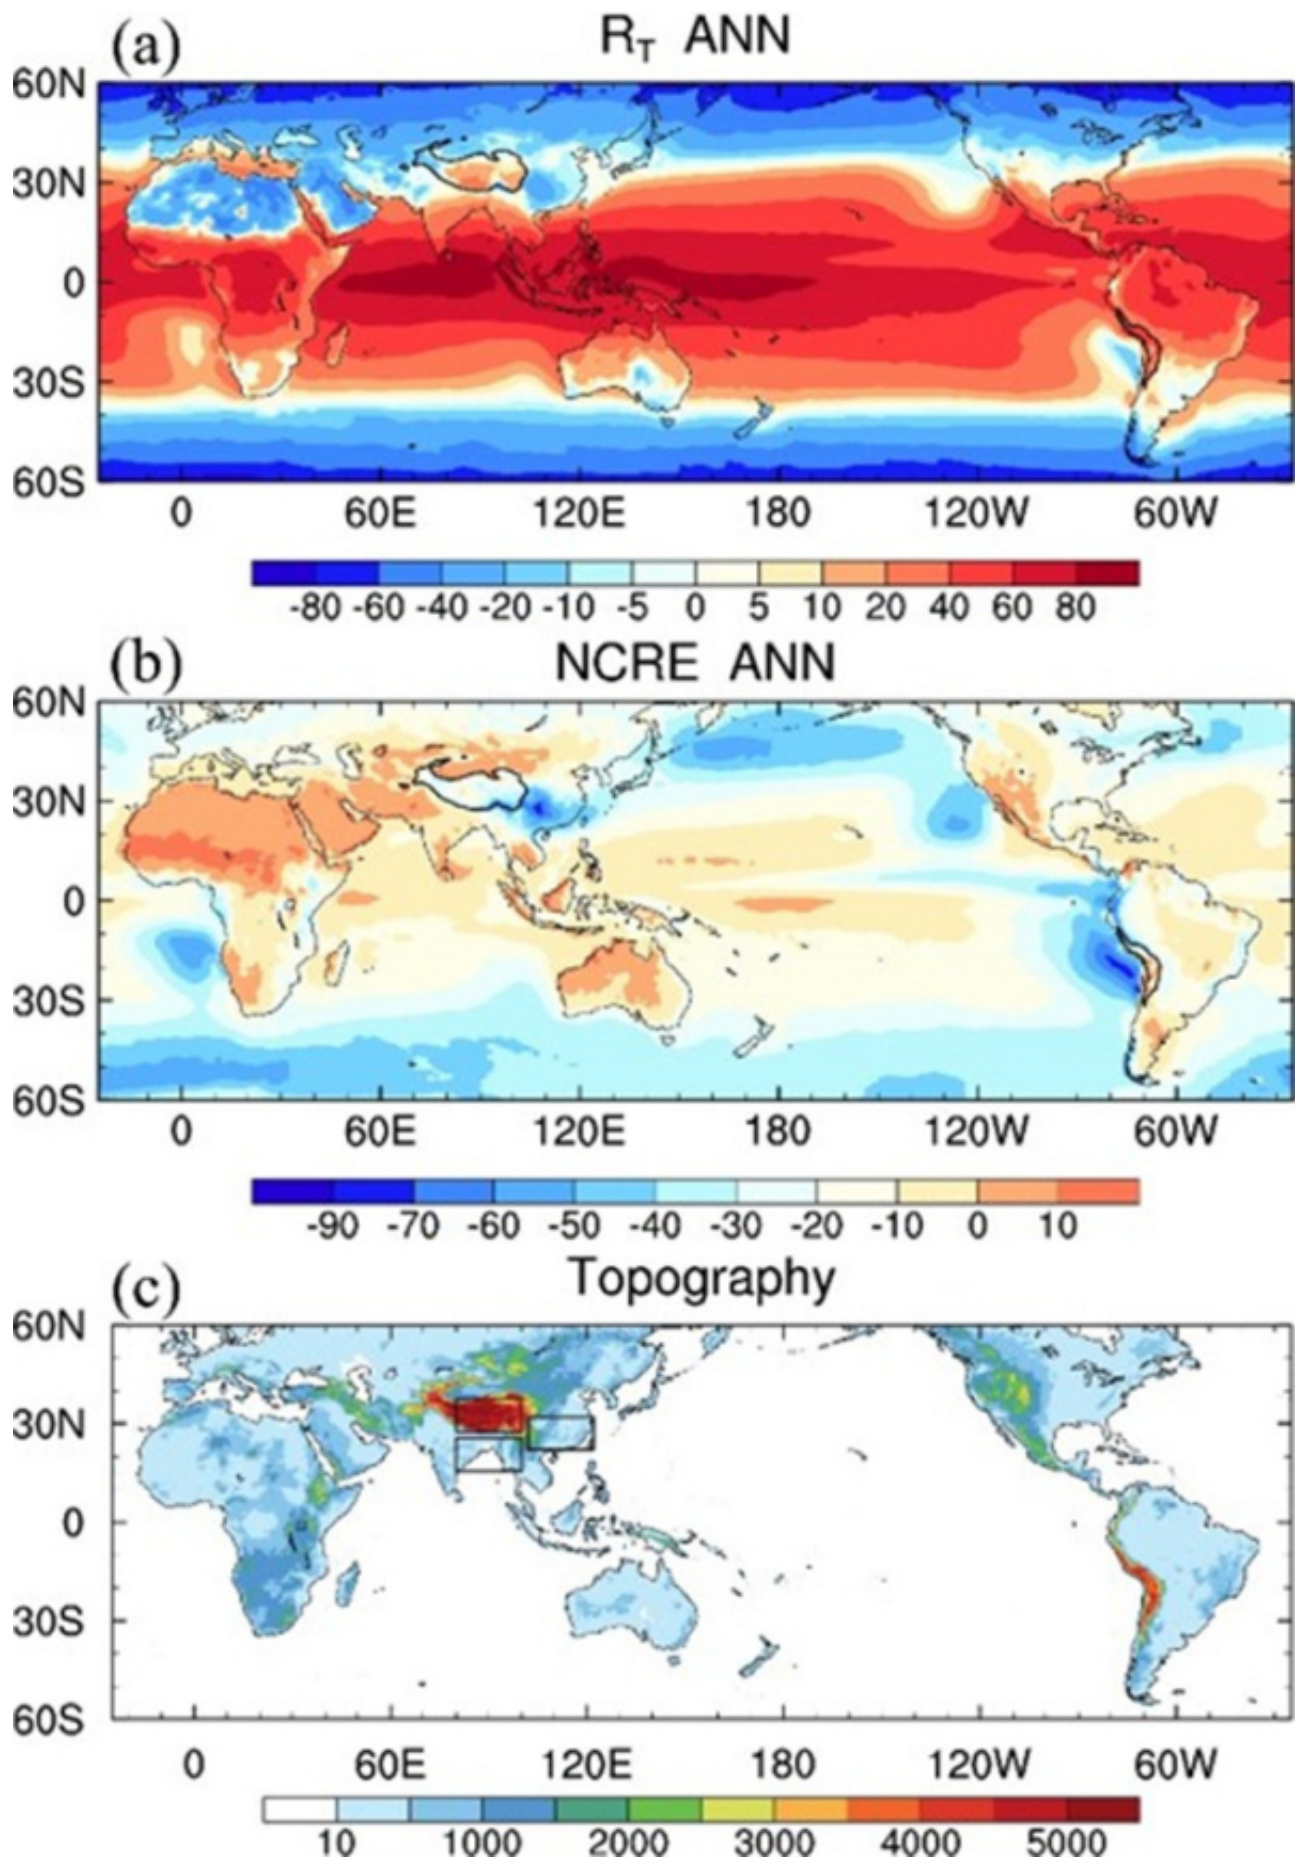 (a) R_T ANN
60N
30N
0
30S
60S
0 60E 120E 180 120W 60W
-80 -60 -40 -20 -10 -5 0 5 10 20 40 60 80
(b) NCRE ANN
60N
30N
0
30S
60S
0 60E 120E 180 120W 60W
-90 -70 -60 -50 -40 -30 -20 -10 0 10
(c) Topography
60N
30N
0
30S
60S
0 60E 120E 180 120W 60W
10 1000 2000 3000 4000 5000